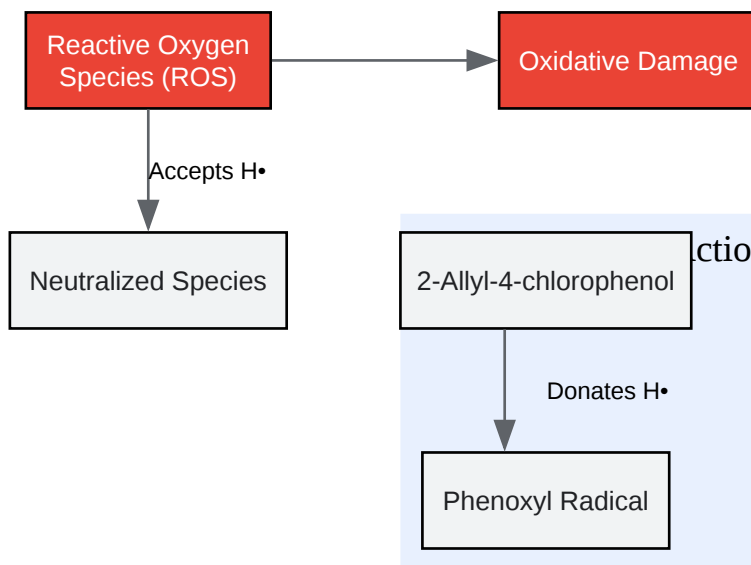 Reactive Oxygen
Species (ROS)
Oxidative Damage
Accepts H•
Neutralized Species
2-Allyl-4-chlorophenol
Donates H•
Phenoxyl Radical